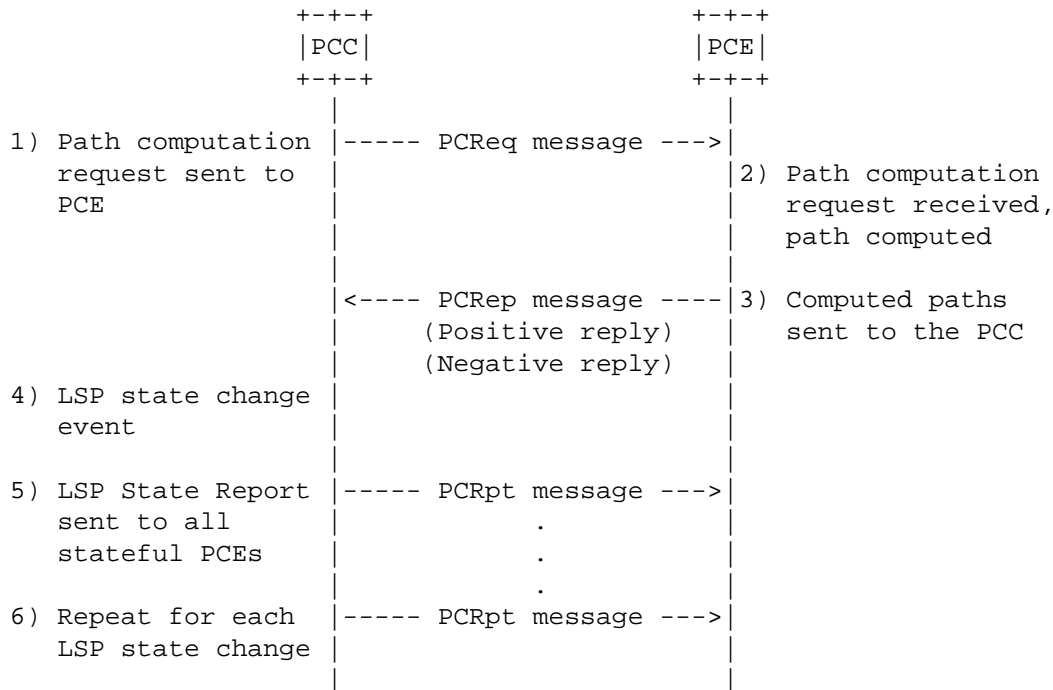 +-+-+                    +-+-+
|PCC|                    |PCE|
+-+-+                    +-+-+
|                        |
1) Path computation |----- PCReq message --->|
request sent to |                        |2) Path computation
PCE             |                        |   request received,
|                        |   path computed
|                        |
|<---- PCRep message ----|3) Computed paths
|     (Positive reply)   |   sent to the PCC
|     (Negative reply)   |
4) LSP state change |                        |
event           |                        |
|                        |
5) LSP State Report |----- PCRpt message --->|
sent to all     |            .           |
stateful PCEs   |            .           |
|            .           |
6) Repeat for each  |----- PCRpt message --->|
LSP state change |                        |
|                        |